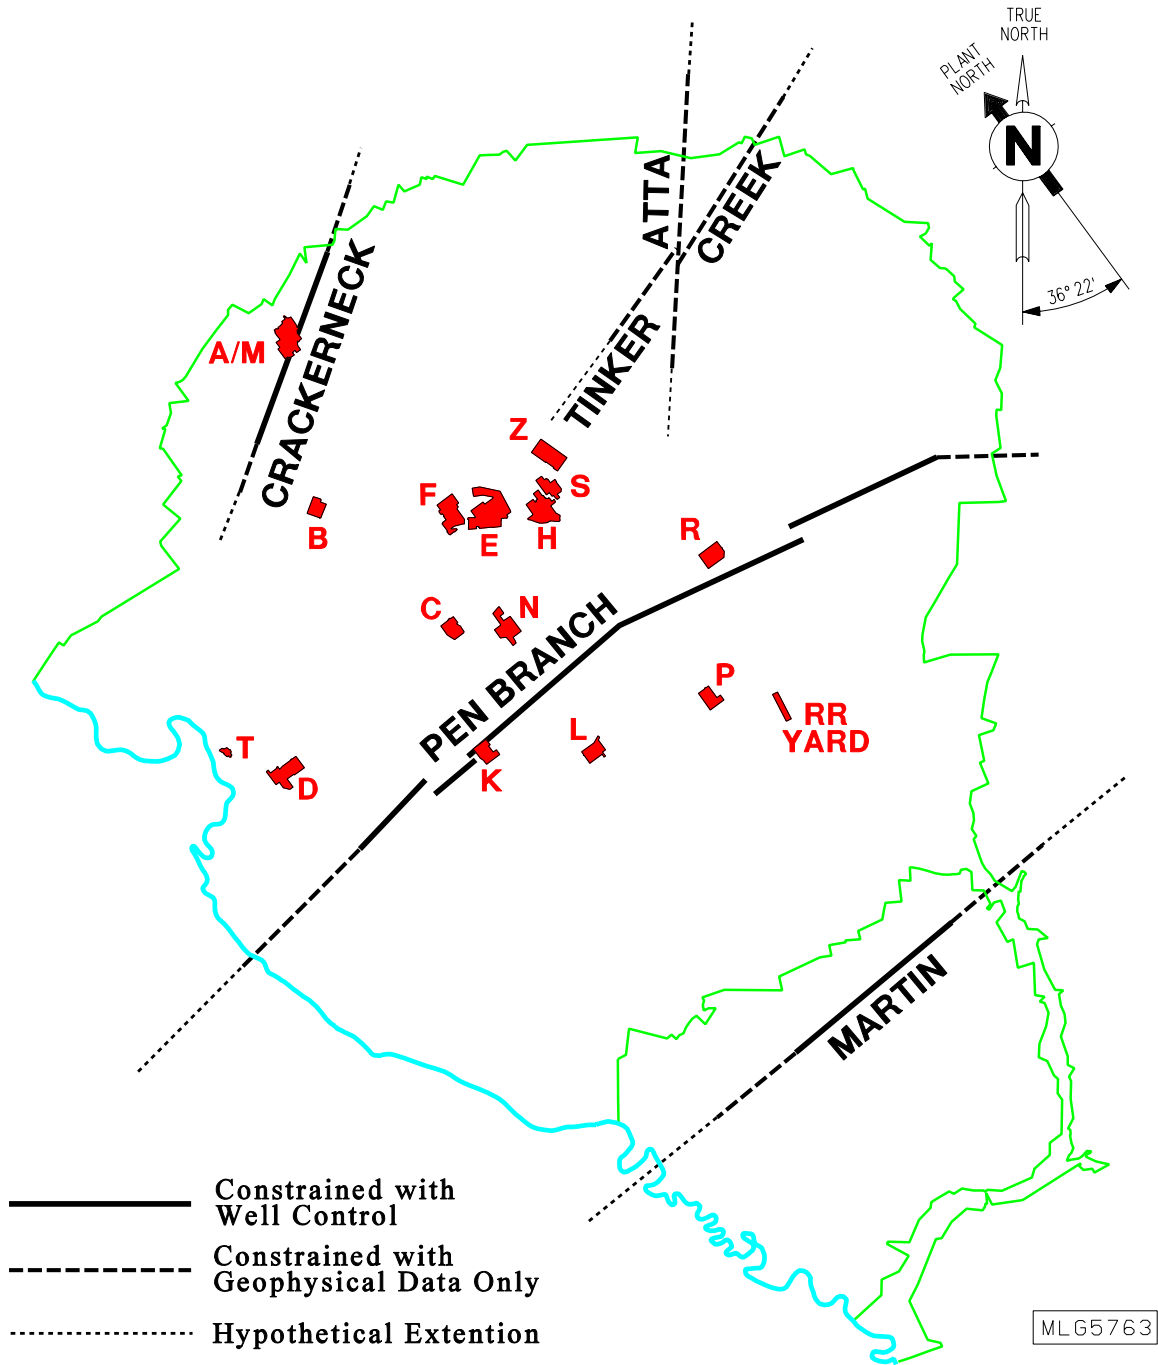 TRUE
NORTH
PLANT
NORTH
N
36° 22'
ATTA
CREEK
TINKER
CRACKERNECK
A/M
Z
S
F
E
H
B
R
C
N
PEN BRANCH
P
RR
YARD
L
T
D
K
MARTIN
Constrained with
Well Control
Constrained with
Geophysical Data Only
Hypothetical Extention
MLG5763